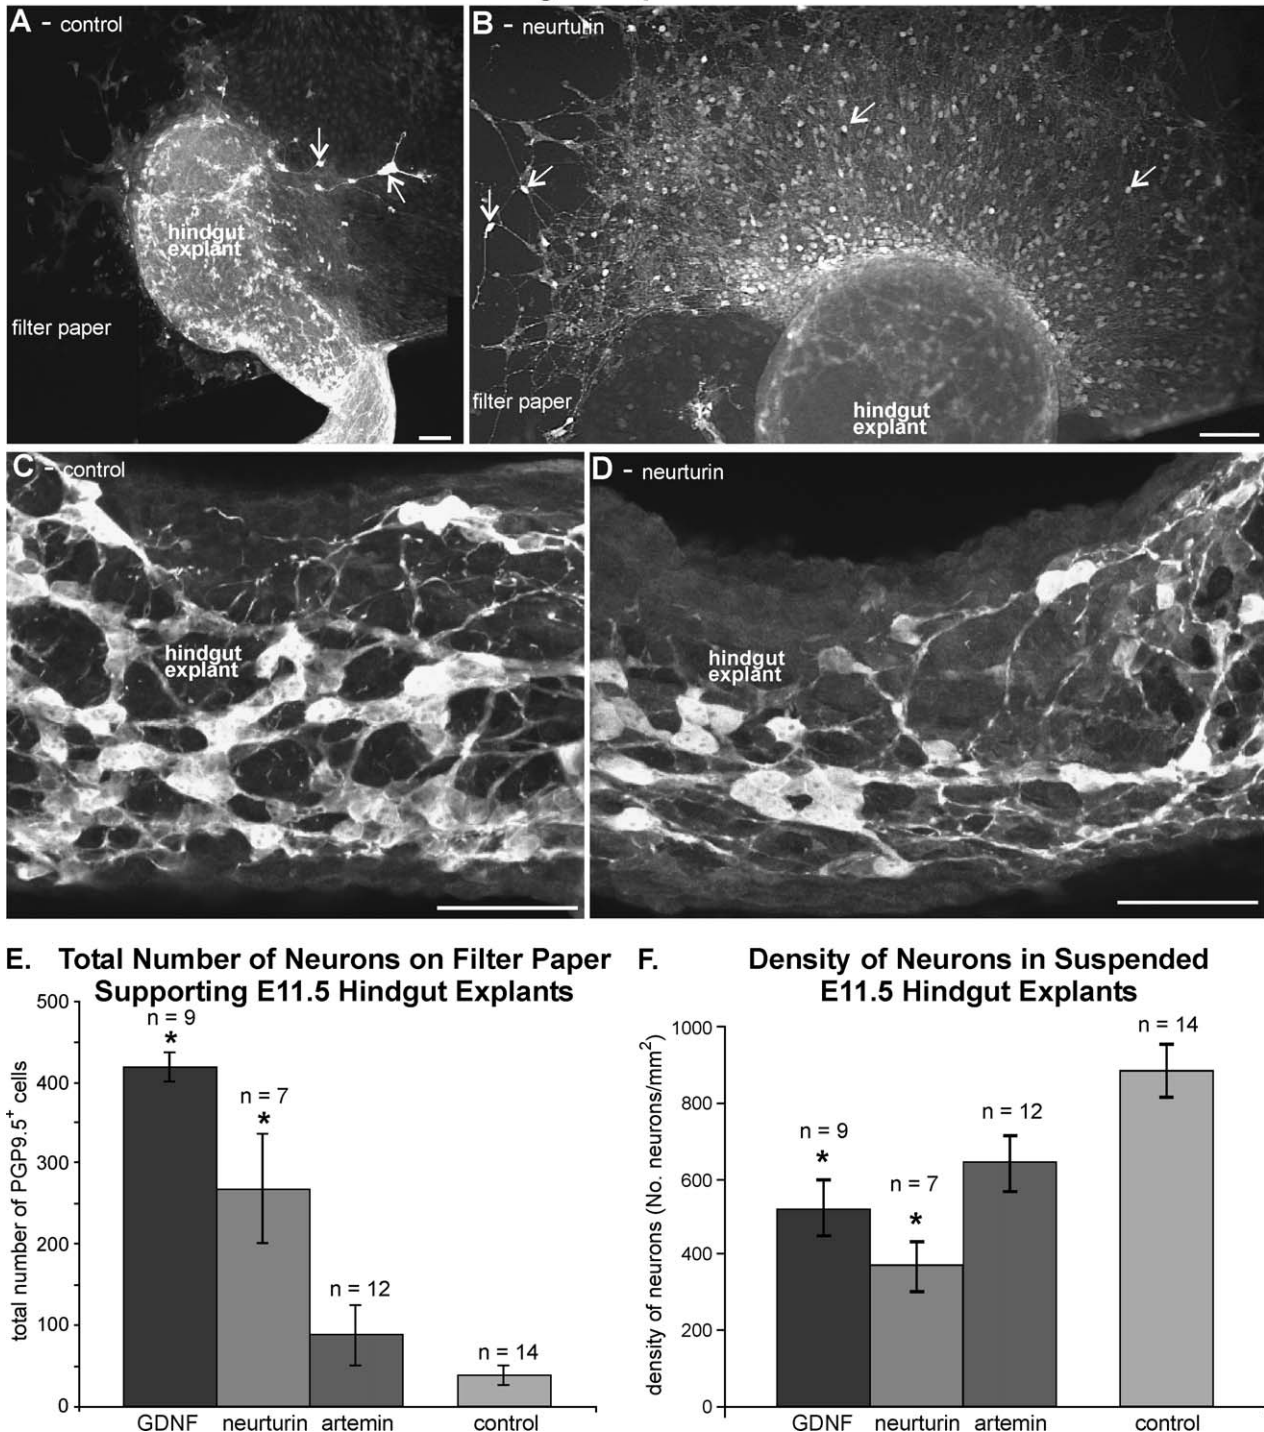 A - control
B - neurturin
hindgut
explant
filter paper
filter paper
hindgut
explant
C - control
D - neurturin
hindgut
explant
hindgut
explant
E. Total Number of Neurons on Filter Paper
Supporting E11.5 Hindgut Explants
total number of PGP9.5+ cells
500
400
300
200
100
0
n = 9
*
n = 7
*
n = 12
n = 14
GDNF neurturin artemin control
F. Density of Neurons in Suspended
E11.5 Hindgut Explants
density of neurons (No. neurons/mm2)
1000
800
600
400
200
0
n = 9
*
n = 7
*
n = 12
n = 14
GDNF neurturin artemin control